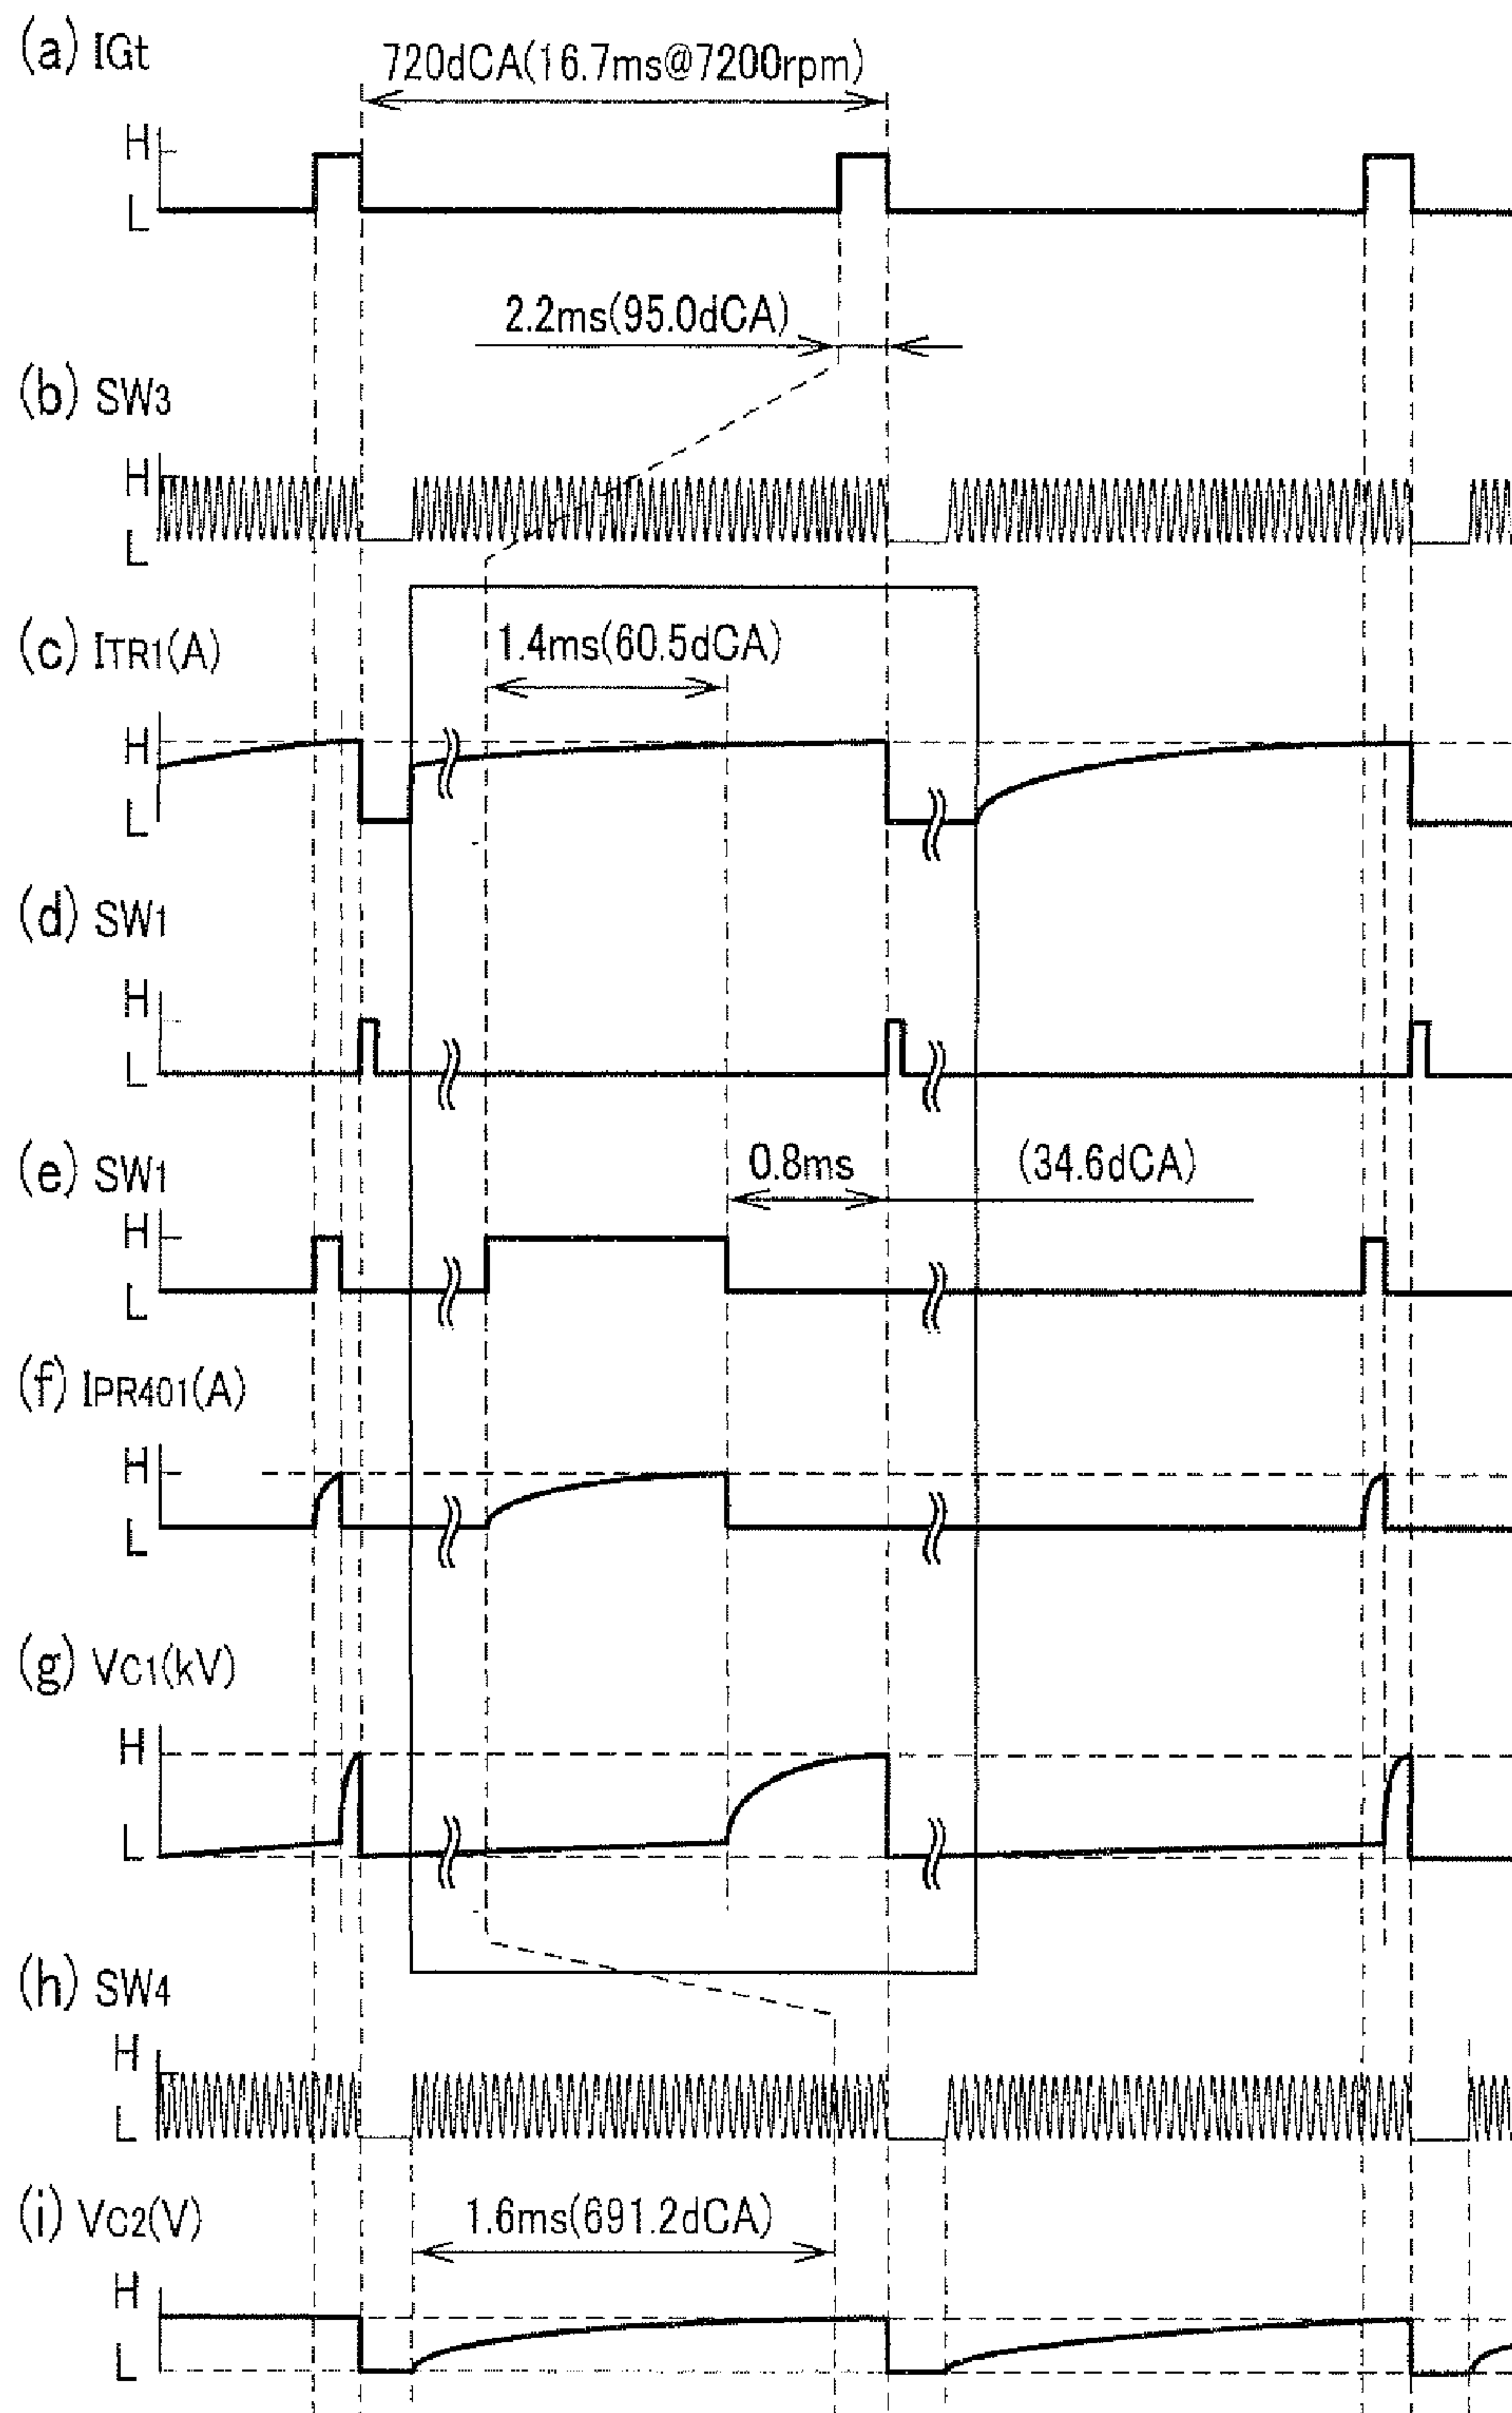 (a) IGt
720dCA(16.7ms@7200rpm)
H
L
2.2ms(95.0dCA)
(b) SW3
H
L
(c) ITR1(A)
1.4ms(60.5dCA)
H
L
(d) SW1
H
L
(e) SW1
0.8ms (34.6dCA)
H
L
(f) IPR401(A)
H
L
(g) VC1(kV)
H
L
(h) SW4
H
L
(i) VC2(V)
1.6ms(691.2dCA)
H
L